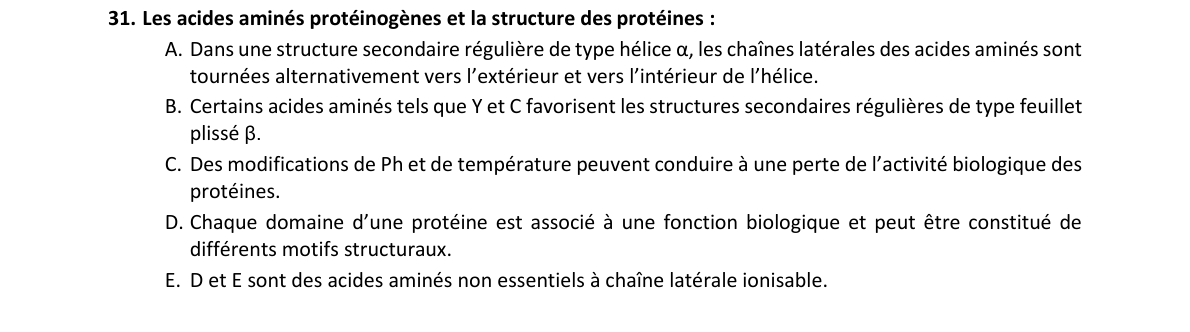 31. Les acides aminés protéinogènes et la structure des protéines :
A. Dans une structure secondaire régulière de type hélice α, les chaînes latérales des acides aminés sont
tournées alternativement vers l’extérieur et vers l’intérieur de l’hélice.
B. Certains acides aminés tels que Y et C favorisent les structures secondaires régulières de type feuillet
plissé β.
C. Des modifications de Ph et de température peuvent conduire à une perte de l’activité biologique des
protéines.
D. Chaque domaine d’une protéine est associé à une fonction biologique et peut être constitué de
différents motifs structuraux.
E. D et E sont des acides aminés non essentiels à chaîne latérale ionisable.